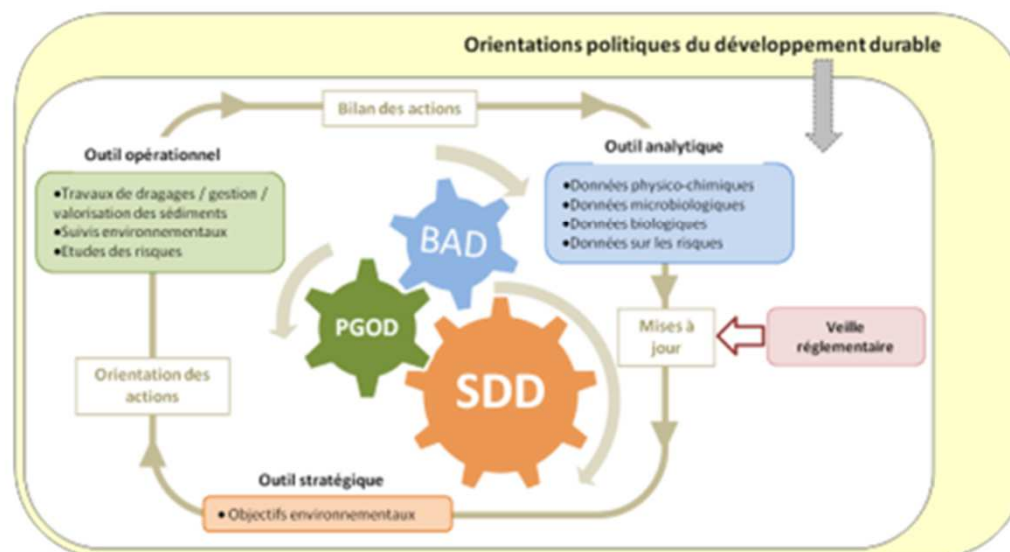 Orientations politiques du développement durable
Bilan des actions
Outil opérationnel
•Travaux de dragages / gestion /
valorisation des sédiments
•Suivis environnementaux
•Etudes des risques
Outil analytique
•Données physico-chimiques
•Données microbiologiques
•Données biologiques
•Données sur les risques
BAD
PGOD
SDD
Mises à
jour
Veille
réglementaire
Orientation des
actions
Outil stratégique
• Objectifs environnementaux